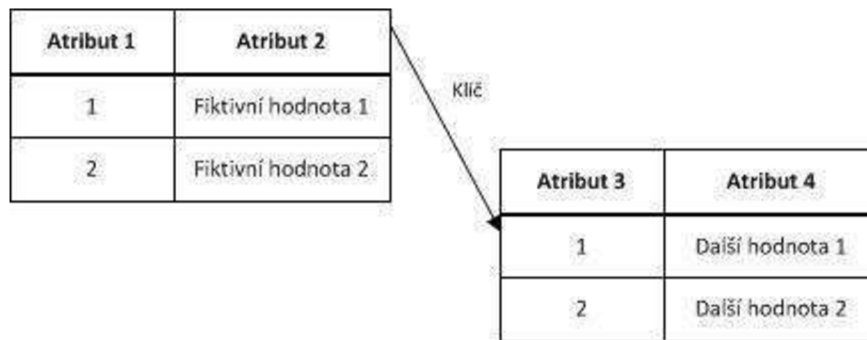 Atribut 1 Atribut 2
1 Fiktivní hodnota 1
2 Fiktivní hodnota 2
Klíč
Atribut 3 Atribut 4
1 Další hodnota 1
2 Další hodnota 2